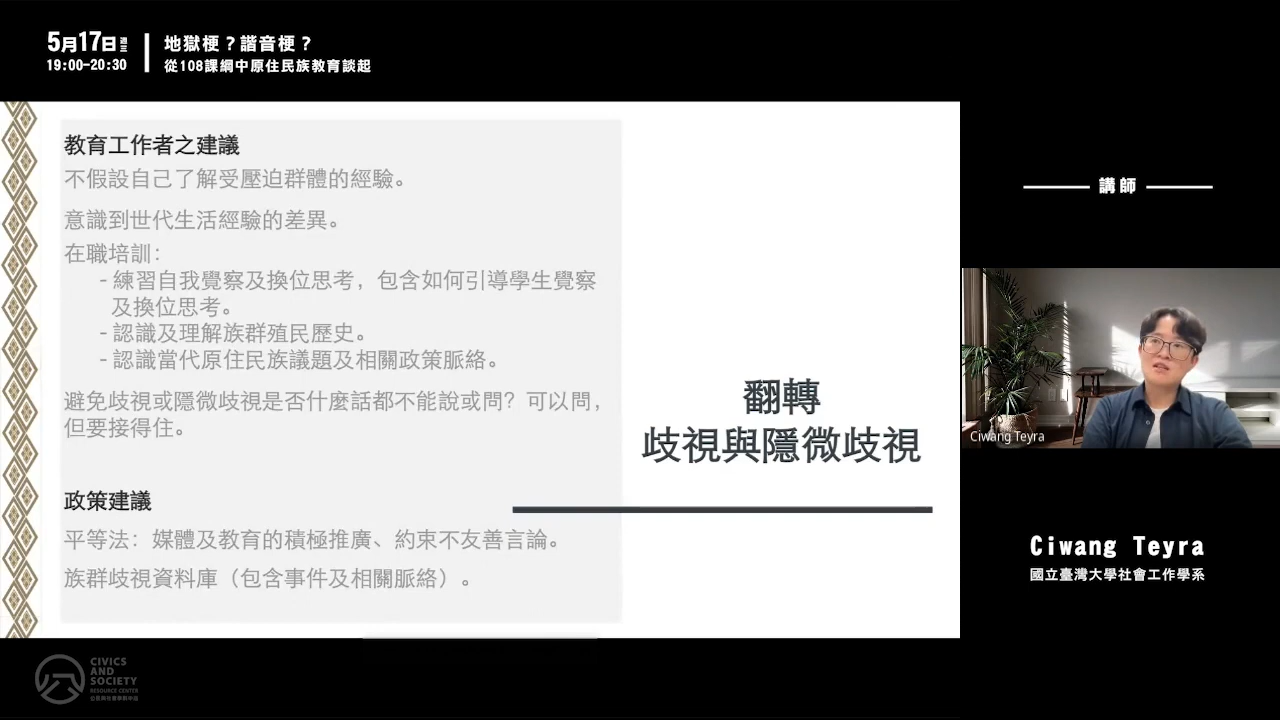 5月17日 週三
19:00-20:30
地獄梗？諧音梗？
從108課綱中原住民族教育談起
教育工作者之建議
不假設自己了解受壓迫群體的經驗。
意識到世代生活經驗的差異。
在職培訓：
- 練習自我覺察及換位思考，包含如何引導學生覺察
及換位思考。
- 認識及理解族群殖民歷史。
- 認識當代原住民族議題及相關政策脈絡。
避免歧視或隱微歧視是否什麼話都不能說或問？可以問，
但要接得住。
政策建議
平等法：媒體及教育的積極推廣、約束不友善言論。
族群歧視資料庫（包含事件及相關脈絡）。
翻轉
歧視與隱微歧視
講師
Ciwang Teyra
Ciwang Teyra
國立臺灣大學社會工作學系
CIVICS
AND
SOCIETY
RESOURCE CENTER